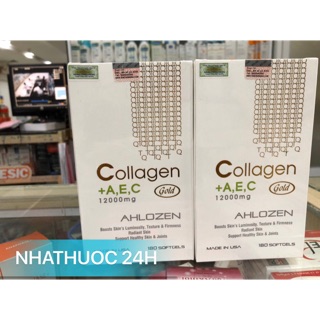 Collagen
+A,E,C Gold
12000mg
AHLOZEN
Boosts Skin's Luminosity, Texture & Firmness
Radiant Skin
Support Healthy Skin & Joints
180 SOFTGELS
Collagen
+A,E,C Gold
12000mg
AHLOZEN
Boosts Skin's Luminosity, Texture & Firmness
Radiant Skin
Support Healthy Skin & Joints
MADE IN USA 180 SOFTGELS
ESIC
NHATHUOC 24H